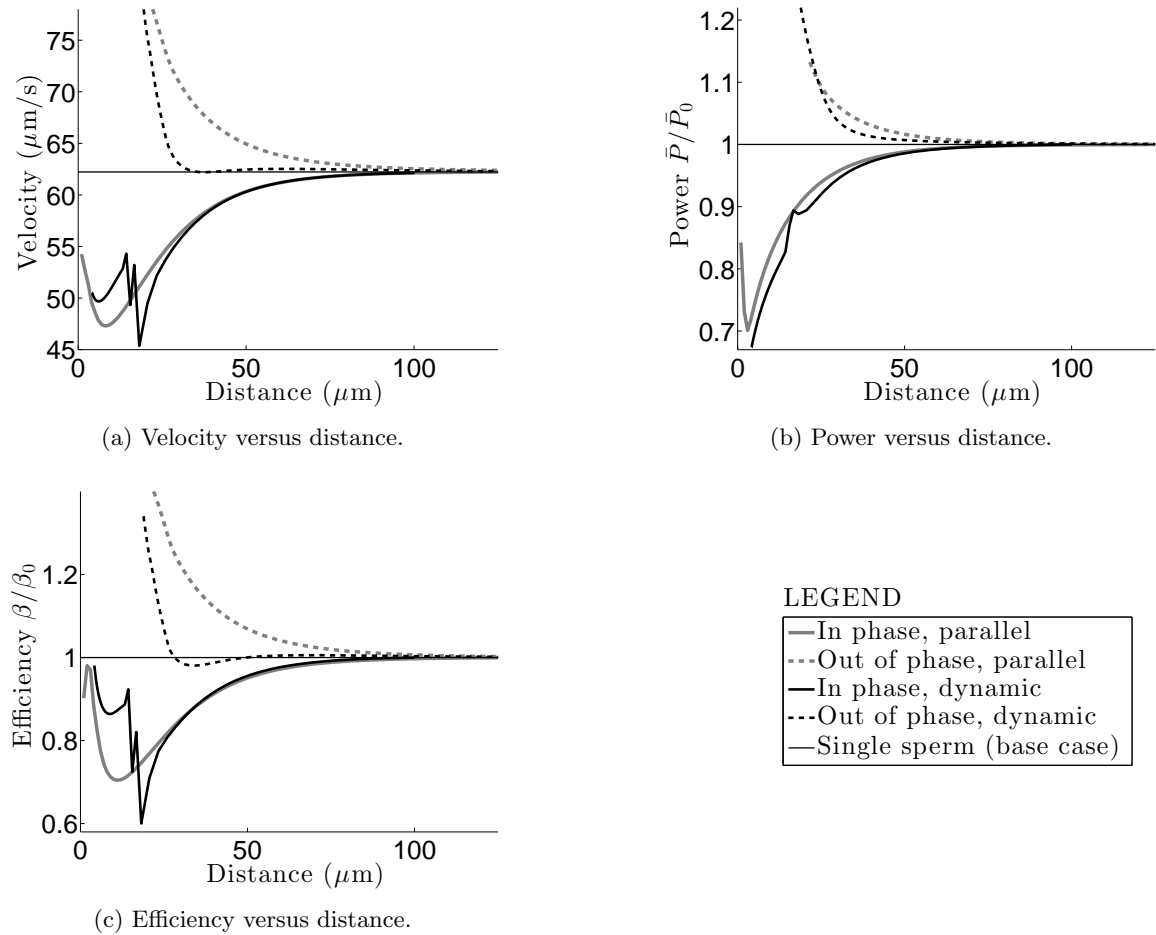 75
70
65
60
55
50
45
0
50
100
Velocity (μm/s)
Distance (μm)
(a) Velocity versus distance.
1.2
1.1
1
0.9
0.8
0.7
0
50
100
Power P̄/P̄₀
Distance (μm)
(b) Power versus distance.
1.2
1
0.8
0.6
0
50
100
Efficiency β/β₀
Distance (μm)
(c) Efficiency versus distance.
LEGEND
In phase, parallel
Out of phase, parallel
In phase, dynamic
Out of phase, dynamic
Single sperm (base case)